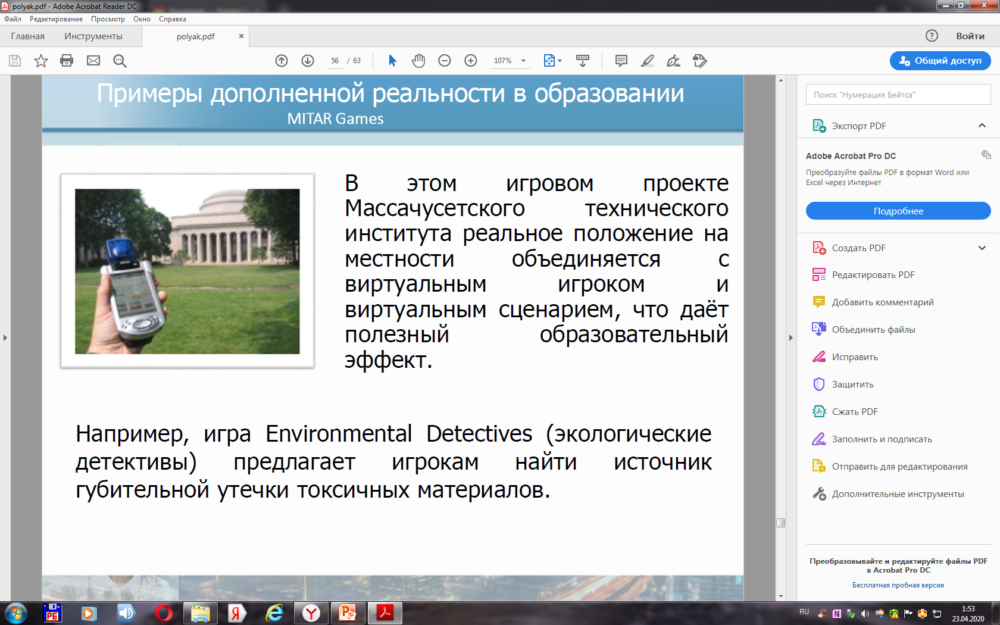 polyak.pdf - Adobe Acrobat Reader DC
Файл Редактирование Просмотр Окно Справка
Главная Инструменты polyak.pdf × ? Войти
56 / 63 107% Общий доступ
Примеры дополненной реальности в образовании
MITAR Games
В этом игровом проекте
Массачусетского технического
института реальное положение на
местности объединяется с
виртуальным игроком и
виртуальным сценарием, что даёт
полезный образовательный
эффект.
Например, игра Environmental Detectives (экологические
детективы) предлагает игрокам найти источник
губительной утечки токсичных материалов.
Поиск "Нумерация Бейтса"
Экспорт PDF
Adobe Acrobat Pro DC
Преобразуйте файлы PDF в формат Word или
Excel через Интернет
Подробнее
Создать PDF
Редактировать PDF
Добавить комментарий
Объединить файлы
Исправить
Защитить
Сжать PDF
Заполнить и подписать
Отправить для редактирования
Дополнительные инструменты
Преобразовывайте и редактируйте файлы PDF
в Acrobat Pro DC
Бесплатная пробная версия
PE Я Y RU N 1:53
23.04.2020